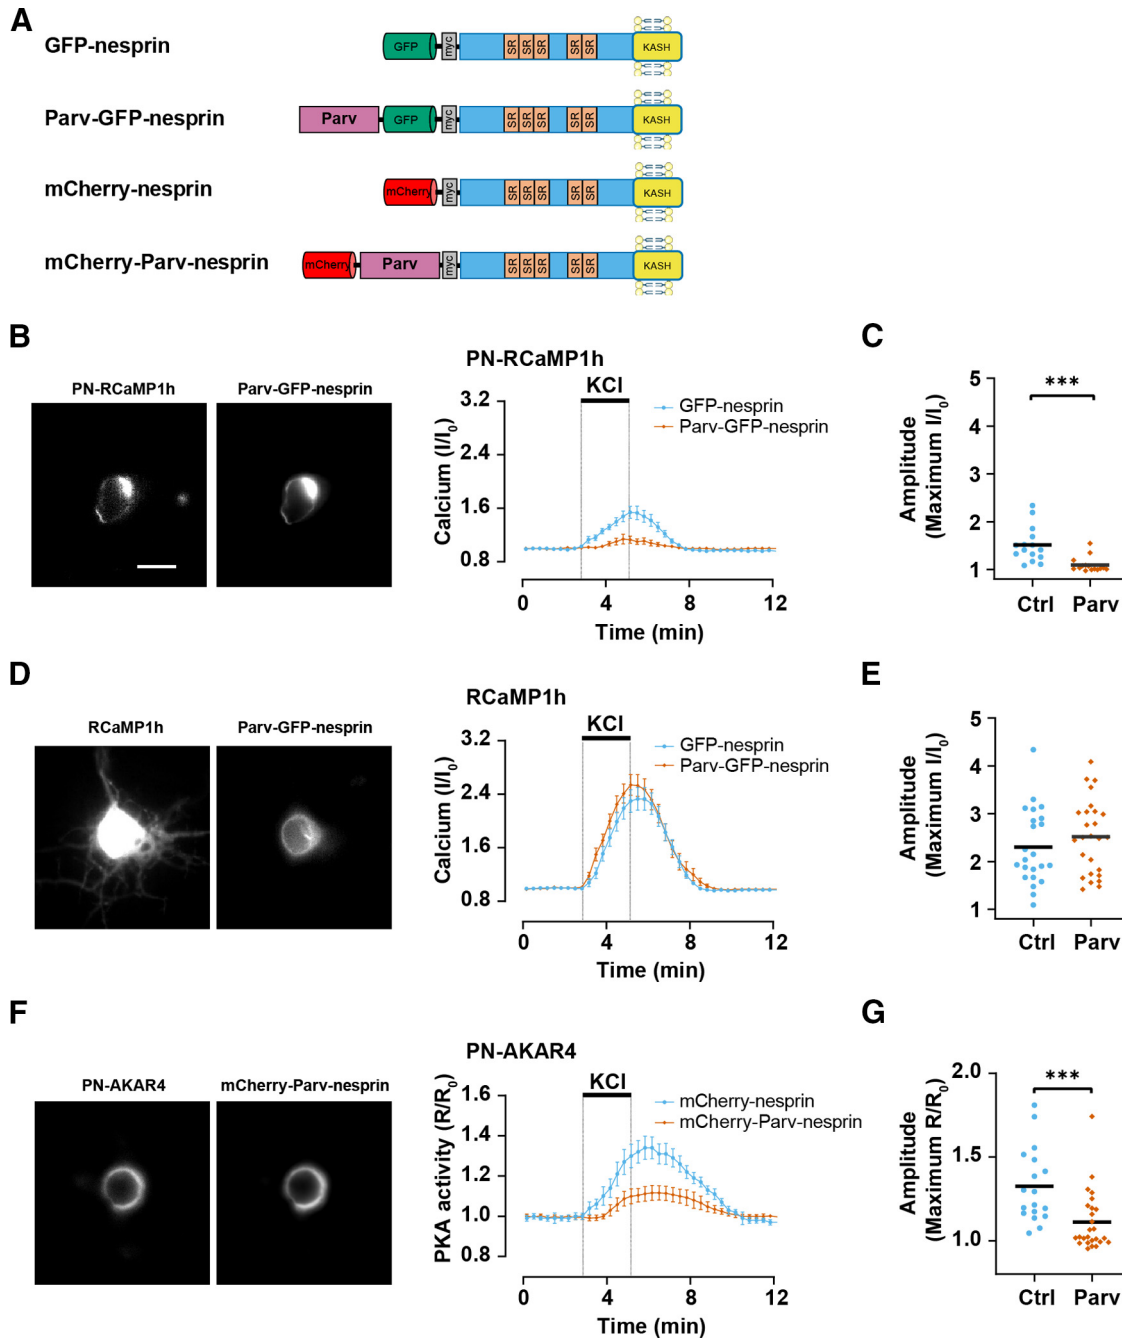 A
GFP-nesprin
GFP myc SR SR SR SR SR KASH
Parv-GFP-nesprin
Parv GFP myc SR SR SR SR SR KASH
mCherry-nesprin
mCherry myc SR SR SR SR SR KASH
mCherry-Parv-nesprin
mCherry Parv myc SR SR SR SR SR KASH
B
PN-RCaMP1h Parv-GFP-nesprin
PN-RCaMP1h
KCl
GFP-nesprin
Parv-GFP-nesprin
Calcium (I/I0)
3.2
2.4
1.6
0.8
0 4 8 12
Time (min)
C
***
Amplitude
(Maximum I/I0)
5
4
3
2
1
Ctrl Parv
D
RCaMP1h Parv-GFP-nesprin
RCaMP1h
KCl
GFP-nesprin
Parv-GFP-nesprin
Calcium (I/I0)
3.2
2.4
1.6
0.8
0 4 8 12
Time (min)
E
Amplitude
(Maximum I/I0)
5
4
3
2
1
Ctrl Parv
F
PN-AKAR4 mCherry-Parv-nesprin
PN-AKAR4
KCl
mCherry-nesprin
mCherry-Parv-nesprin
PKA activity (R/R0)
1.6
1.4
1.2
1.0
0.8
0 4 8 12
Time (min)
G
***
Amplitude
(Maximum R/R0)
2.0
1.5
1.0
Ctrl Parv